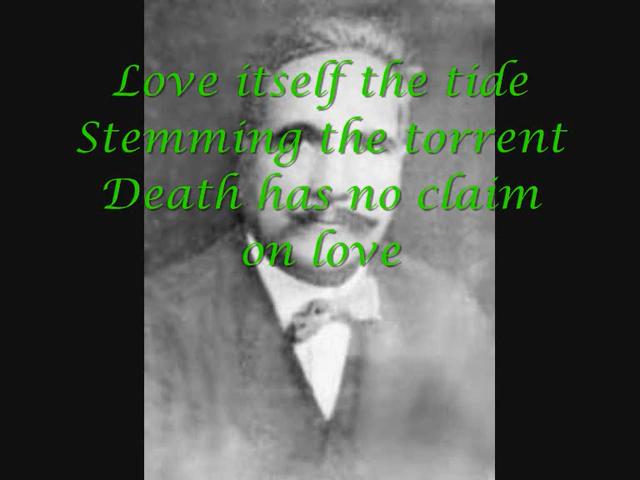 Love itself the tide
Stemming the torrent
Death has no claim
on love